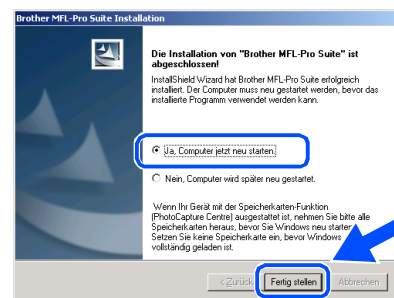 Brother MFL-Pro Suite Installation
Die Installation von "Brother MFL-Pro Suite" ist
abgeschlossen!
InstallShield Wizard hat Brother MFL-Pro Suite erfolgreich
installiert. Der Computer muss neu gestartet werden, bevor das
installierte Programm verwendet werden kann.
Ja, Computer jetzt neu starten.
Nein, Computer wird später neu gestartet.
Wenn Ihr Gerät mit der Speicherkarten-Funktion
(PhotoCapture Centre) ausgestattet ist, nehmen Sie bitte alle
Speicherkarten heraus, bevor Sie Windows neu starten
Setzen Sie keine Speicherkarte ein, bevor Windows
vollständig geladen ist.
< Zurück Fertig stellen Abbrechen